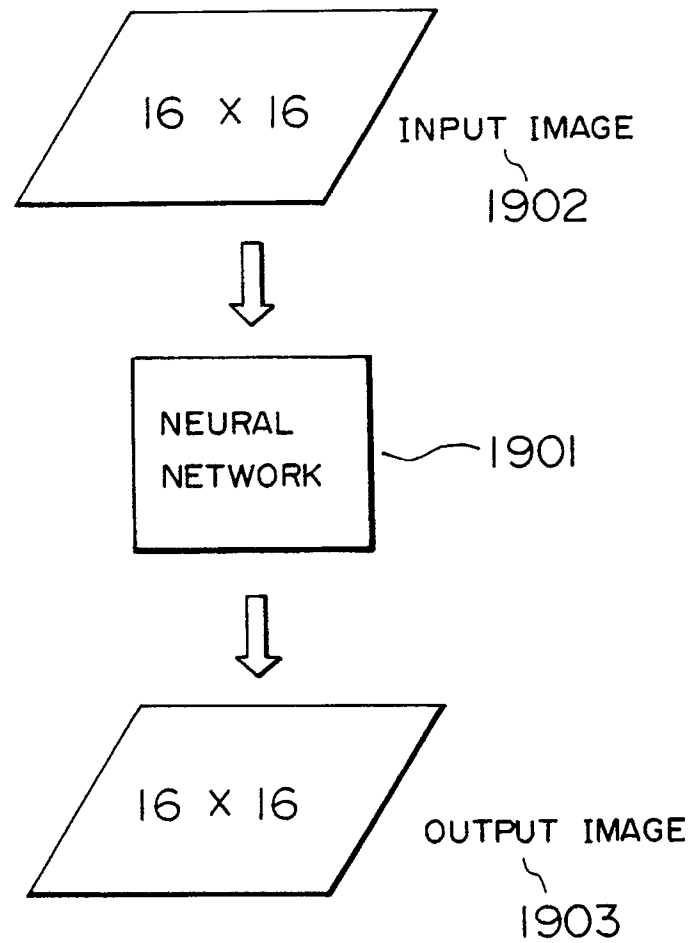 16 X 16
INPUT IMAGE
1902
NEURAL
NETWORK
1901
16 X 16
OUTPUT IMAGE
1903